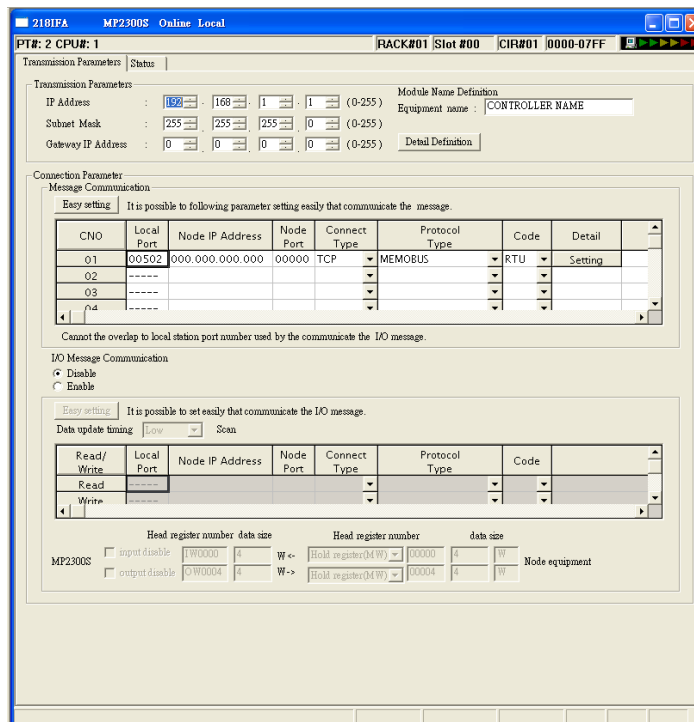 218IFA MP2300S Online Local
PT#: 2 CPU#: 1 RACK#01 Slot #00 CIR#01 0000-07FF
Transmission Parameters Status
Transmission Parameters
IP Address : 192 . 168 . 1 . 1 (0-255)
Subnet Mask : 255 . 255 . 255 . 0 (0-255)
Gateway IP Address : 0 . 0 . 0 . 0 (0-255)
Module Name Definition
Equipment name : CONTROLLER NAME
Detail Definition
Connection Parameter
Message Communication
Easy setting It is possible to following parameter setting easily that communicate the message.
CNO Local Port Node IP Address Node Port Connect Type Protocol Type Code Detail
01 00502 000.000.000.000 00000 TCP MEMOBUS RTU Setting
02 -----
03 -----
04 -----
Cannot the overlap to local station port number used by the communicate the I/O message.
I/O Message Communication
Disable
Enable
Easy setting It is possible to set easily that communicate the I/O message.
Data update timing Low Scan
Read/Write Local Port Node IP Address Node Port Connect Type Protocol Type Code
Read -----
Write -----
Head register number data size Head register number data size
MP2300S
input disable IW0000 4 W <- Hold register(MW) 00000 4 W
output disable OW0004 4 W-> Hold register(MW) 00004 4 W
Node equipment